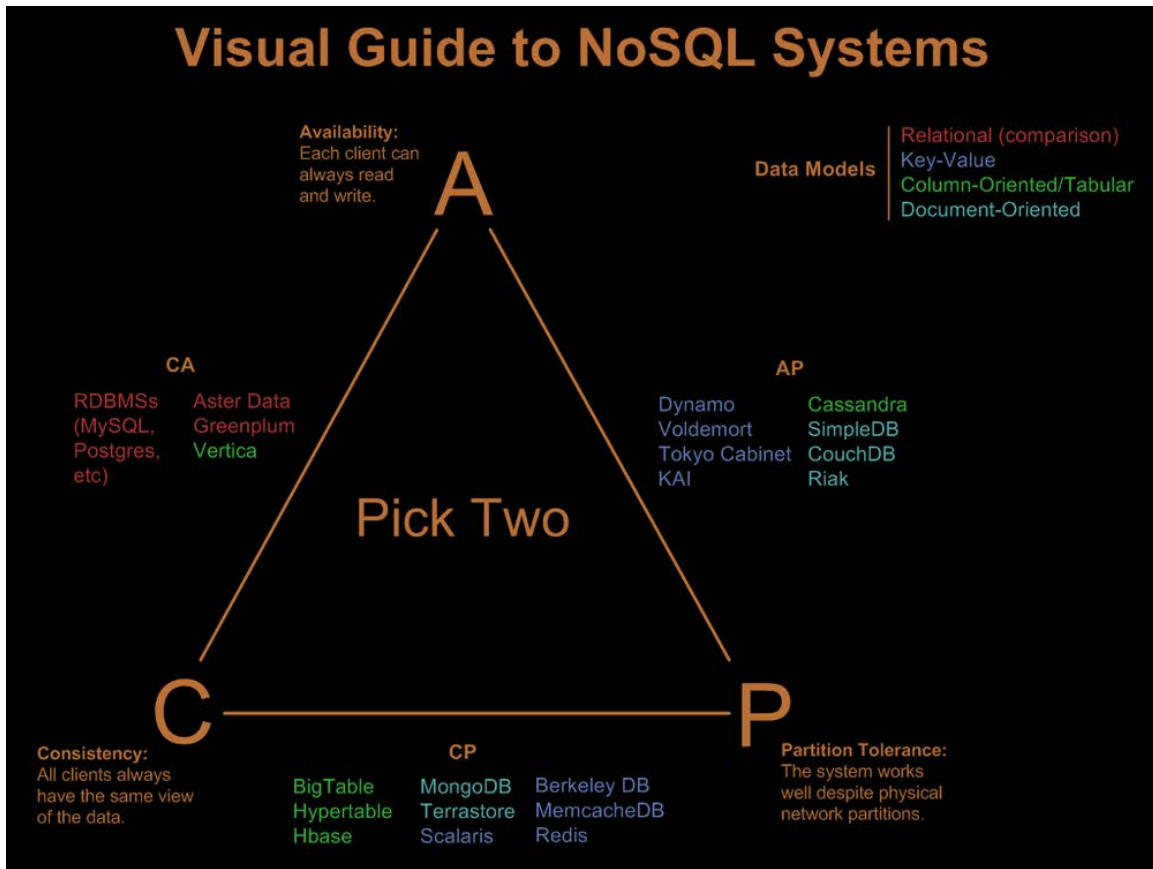 Visual Guide to NoSQL Systems
Availability:
Each client can
always read
and write.
A
Data Models
Relational (comparison)
Key-Value
Column-Oriented/Tabular
Document-Oriented
CA
RDBMSs
(MySQL,
Postgres,
etc)
Aster Data
Greenplum
Vertica
AP
Dynamo
Voldemort
Tokyo Cabinet
KAI
Cassandra
SimpleDB
CouchDB
Riak
Pick Two
C
P
Consistency:
All clients always
have the same view
of the data.
CP
BigTable
Hypertable
Hbase
MongoDB
Terrastore
Scalaris
Berkeley DB
MemcacheDB
Redis
Partition Tolerance:
The system works
well despite physical
network partitions.